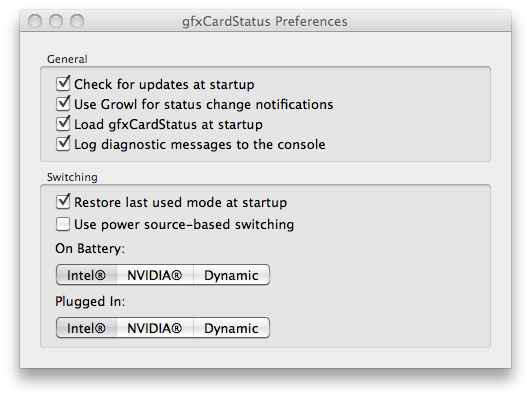 gfxCardStatus Preferences
General
Check for updates at startup
Use Growl for status change notifications
Load gfxCardStatus at startup
Log diagnostic messages to the console
Switching
Restore last used mode at startup
Use power source-based switching
On Battery:
Intel® NVIDIA® Dynamic
Plugged In:
Intel® NVIDIA® Dynamic